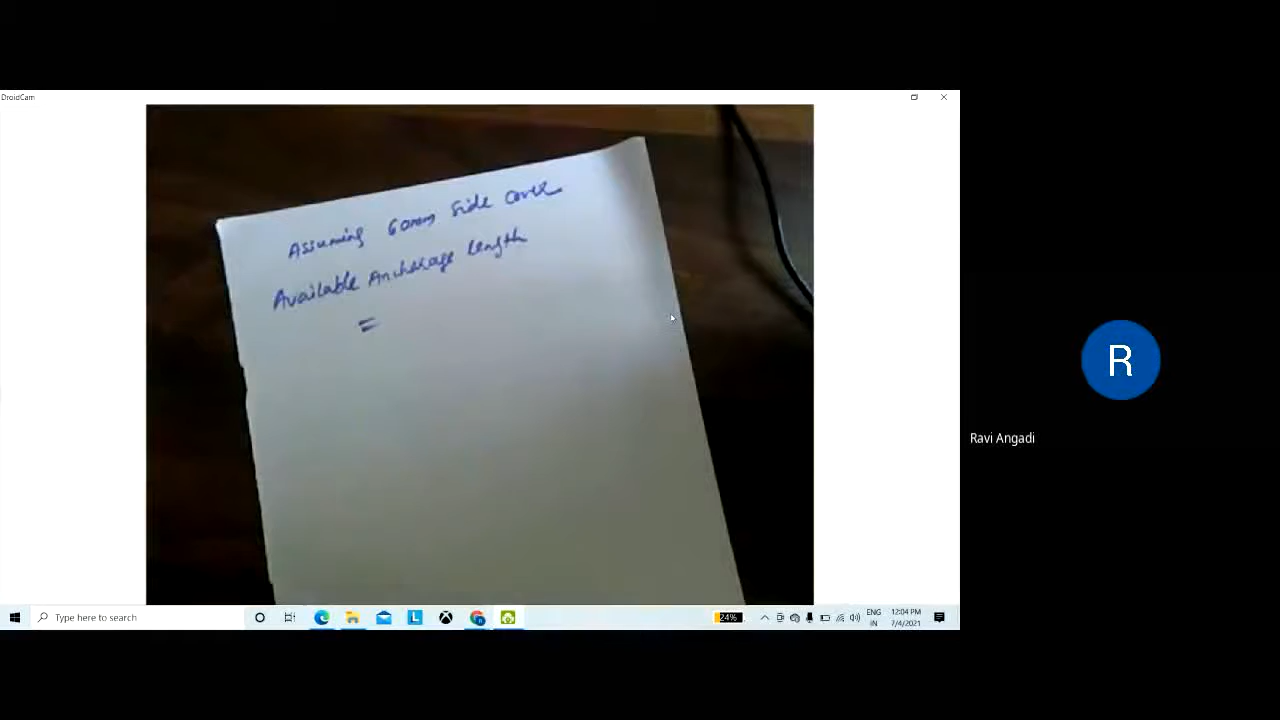 DroidCam
Assuming 60mm side cover
Available Anchorage length
=
R
Ravi Angadi
Type here to search
24%
ENG
IN
12:04 PM
7/4/2021